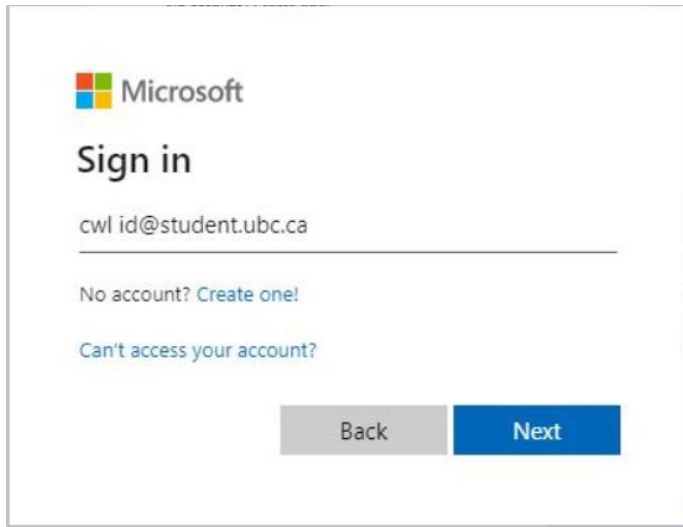 Microsoft
Sign in
cwl id@student.ubc.ca
No account? Create one!
Can't access your account?
Back Next